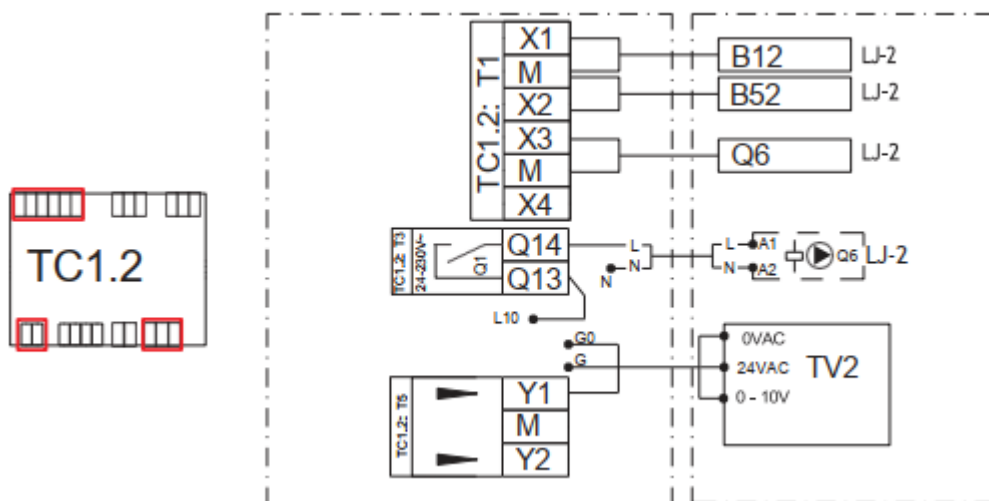 TC1.2
TC1.2: T1
X1
M
X2
X3
M
X4
B12 LJ-2
B52 LJ-2
Q6 LJ-2
TC1.2: T3
24-230V~
Q1
Q14
Q13
L
N
N
L10
L A1
N A2
Q6 LJ-2
G0
G
TC1.2: T5
Y1
M
Y2
0VAC
24VAC
0 - 10V
TV2